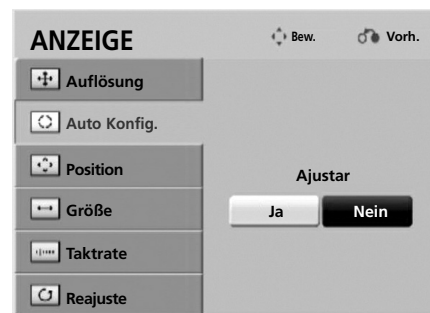 ANZEIGE Bew. Vorh.
Auflösung
Auto Konfig.
Position
Größe
Taktrate
Reajuste
Ajustar
Ja Nein